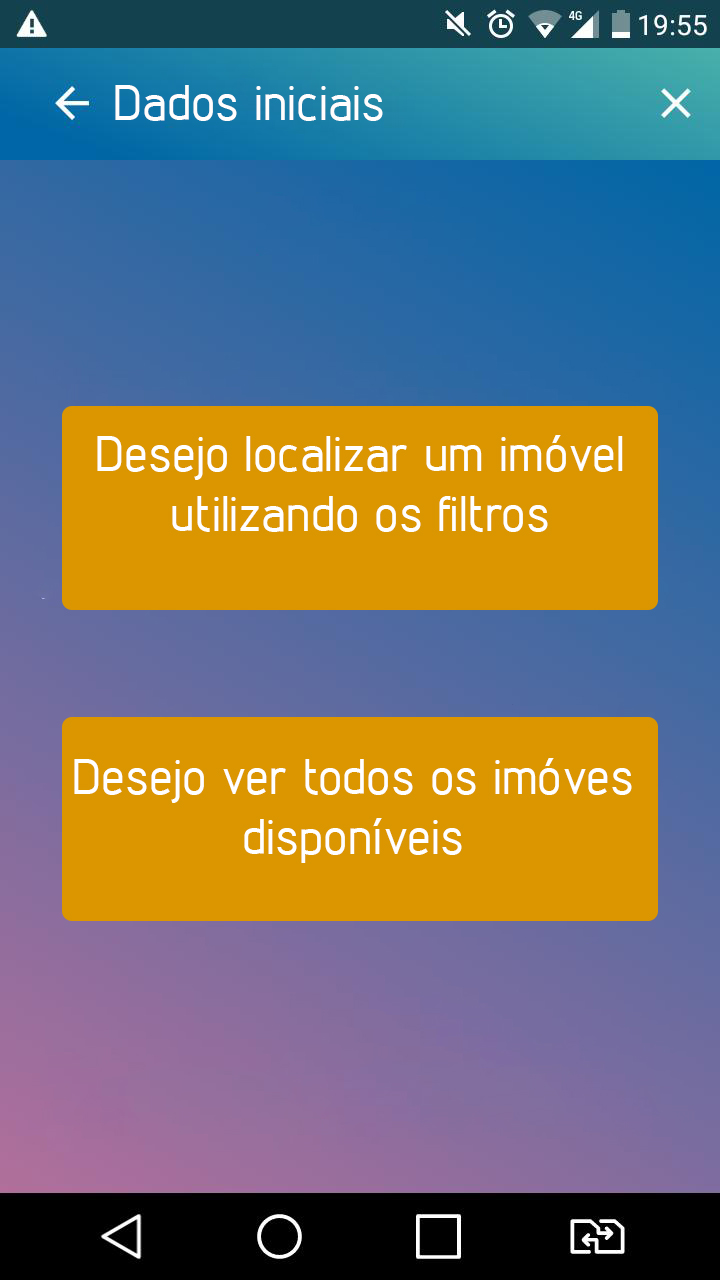 4G 19:55
Dados iniciais
Desejo localizar um imóvel
utilizando os filtros
Desejo ver todos os imóves
disponíveis